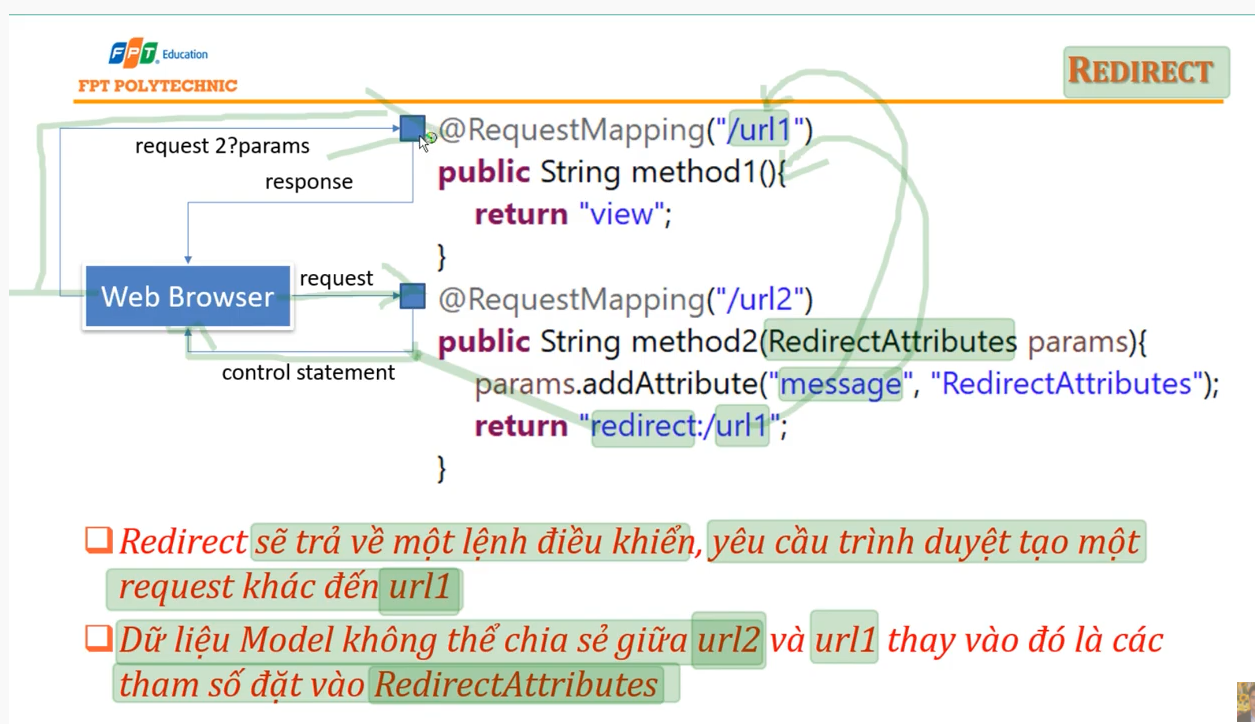 FPT Education
FPT POLYTECHNIC
REDIRECT
request 2?params
response
Web Browser
request
control statement
@RequestMapping("/url1")
public String method1(){
return "view";
}
@RequestMapping("/url2")
public String method2(RedirectAttributes params){
params.addAttribute("message", "RedirectAttributes");
return "redirect:/url1";
}
Redirect sẽ trả về một lệnh điều khiển, yêu cầu trình duyệt tạo một
request khác đến url1
Dữ liệu Model không thể chia sẻ giữa url2 và url1 thay vào đó là các
tham số đặt vào RedirectAttributes